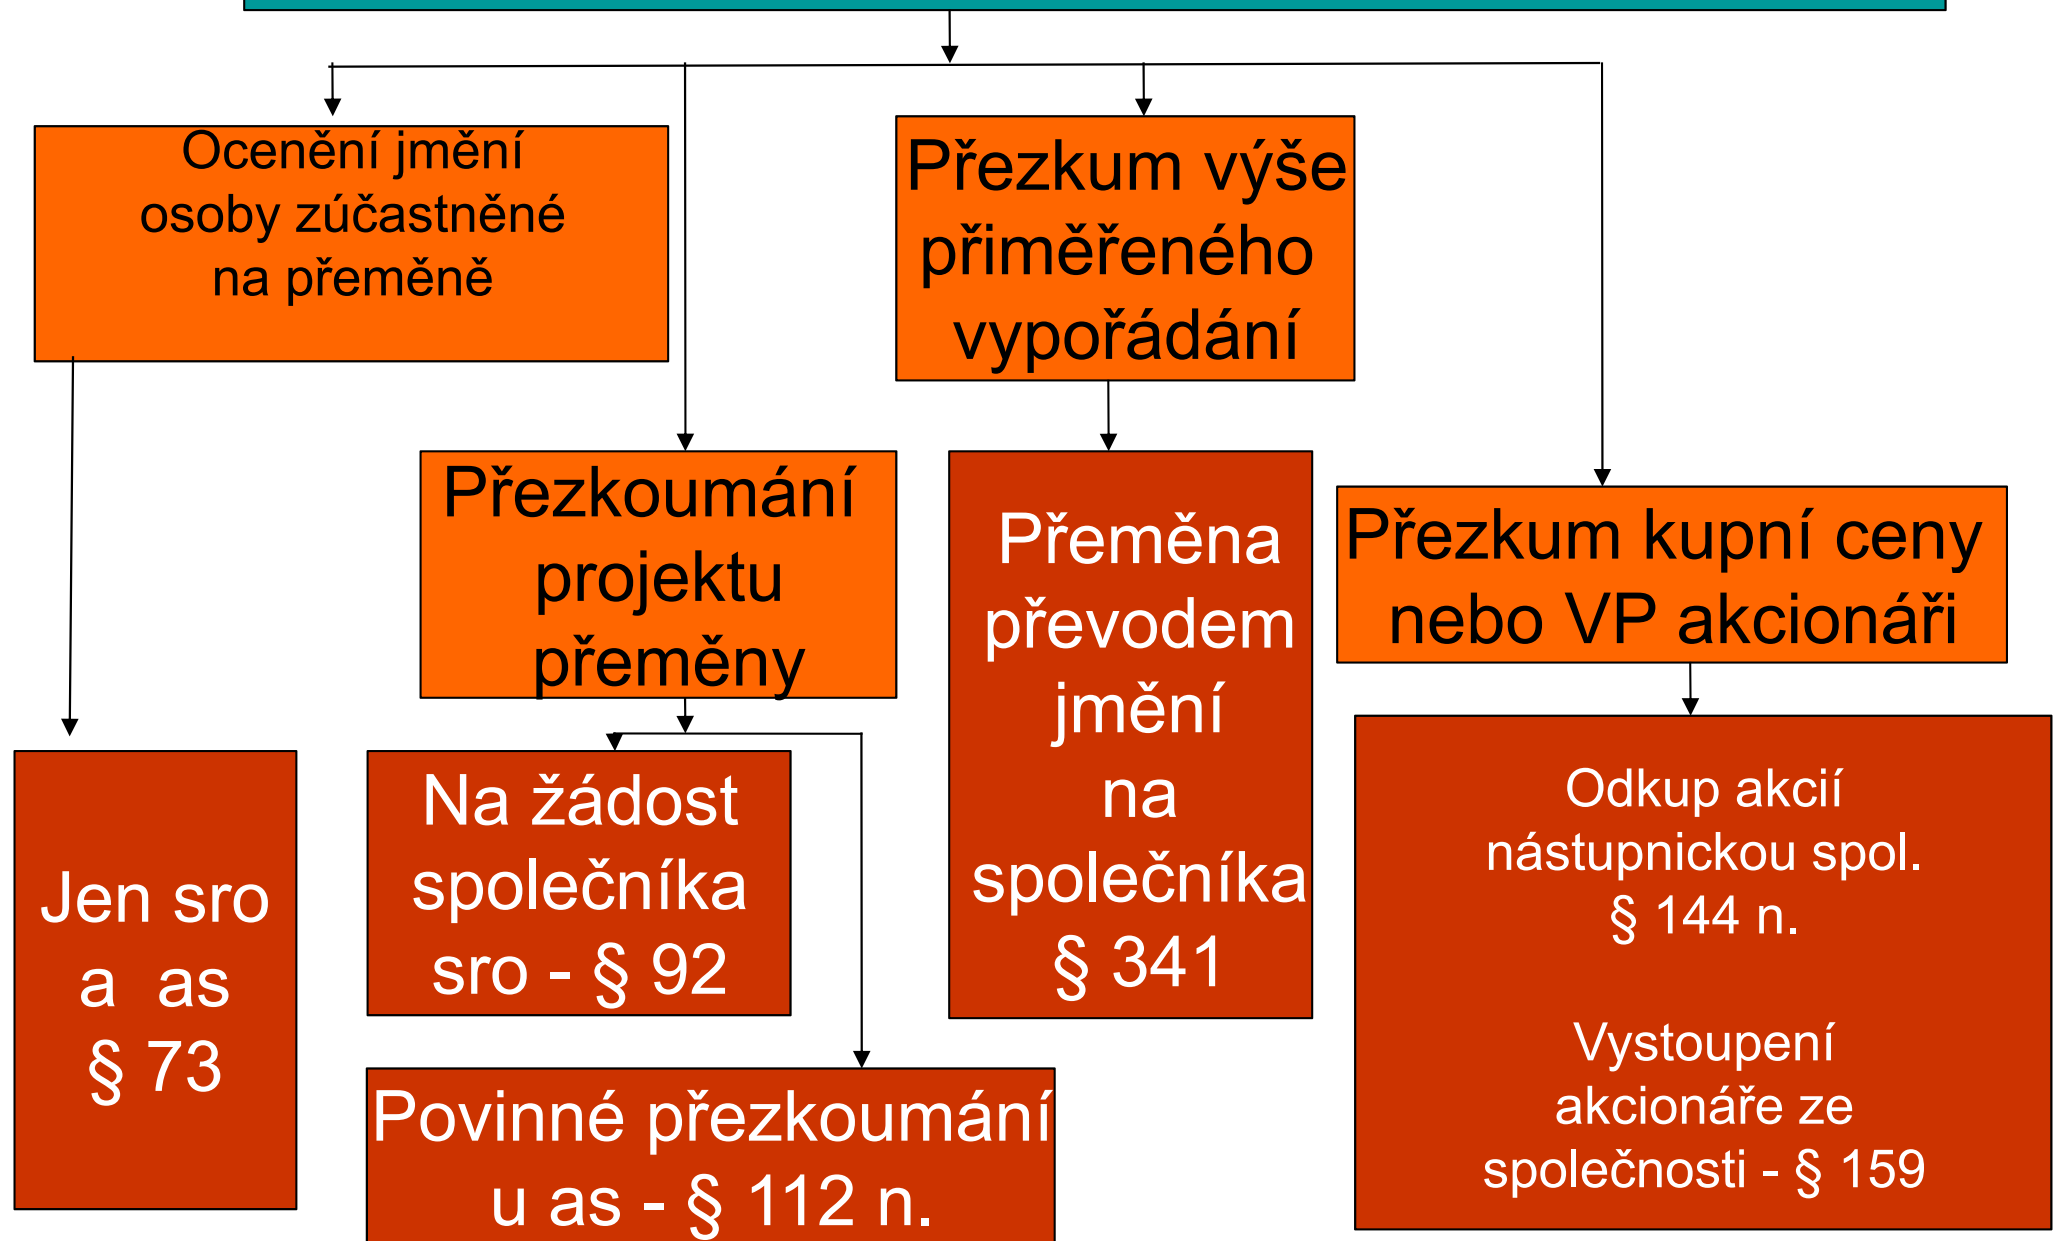 Ocenění jmění
osoby zúčastněné
na přeměně
Přezkum výše
přiměřeného
vypořádání
Přezkoumání
projektu
přeměny
Přeměna
převodem
jmění
na
společníka
§ 341
Přezkum kupní ceny
nebo VP akcionáři
Jen sro
a as
§ 73
Na žádost
společníka
sro - § 92
Povinné přezkoumání
u as - § 112 n.
Odkup akcií
nástupnickou spol.
§ 144 n.
Vystoupení
akcionáře ze
společnosti - § 159